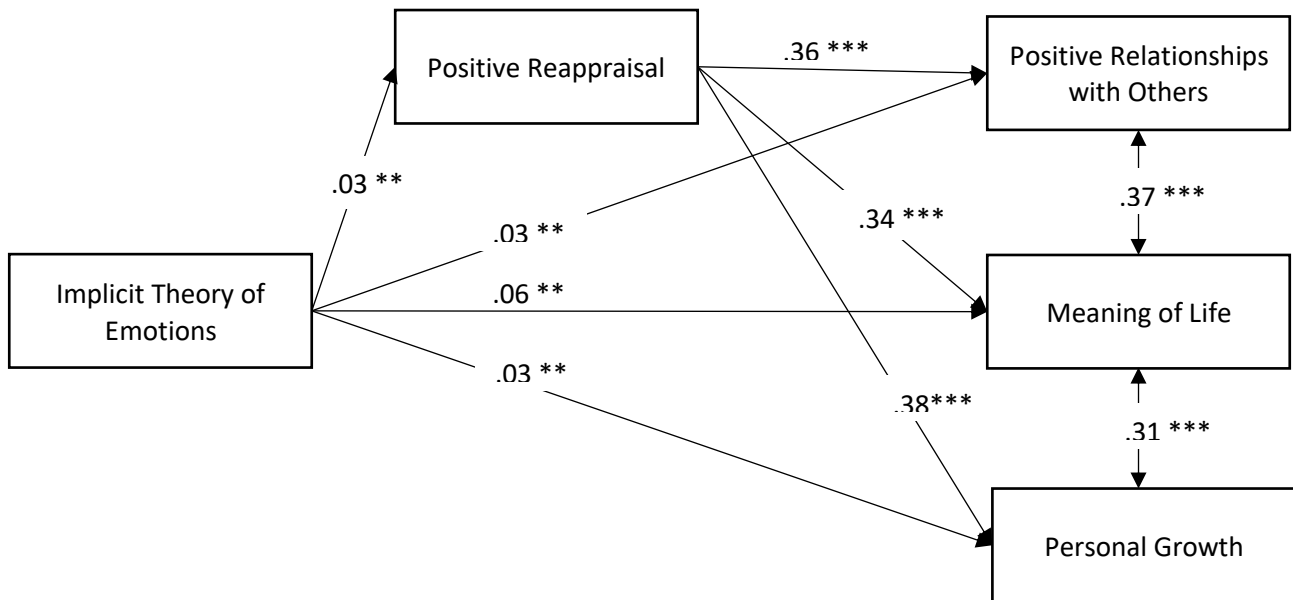 Positive Reappraisal
.36 ***
Positive Relationships
with Others
.03 **
.37 ***
.34 ***
.03 **
Implicit Theory of
Emotions
.06 **
Meaning of Life
.03 **
.38***
.31 ***
Personal Growth